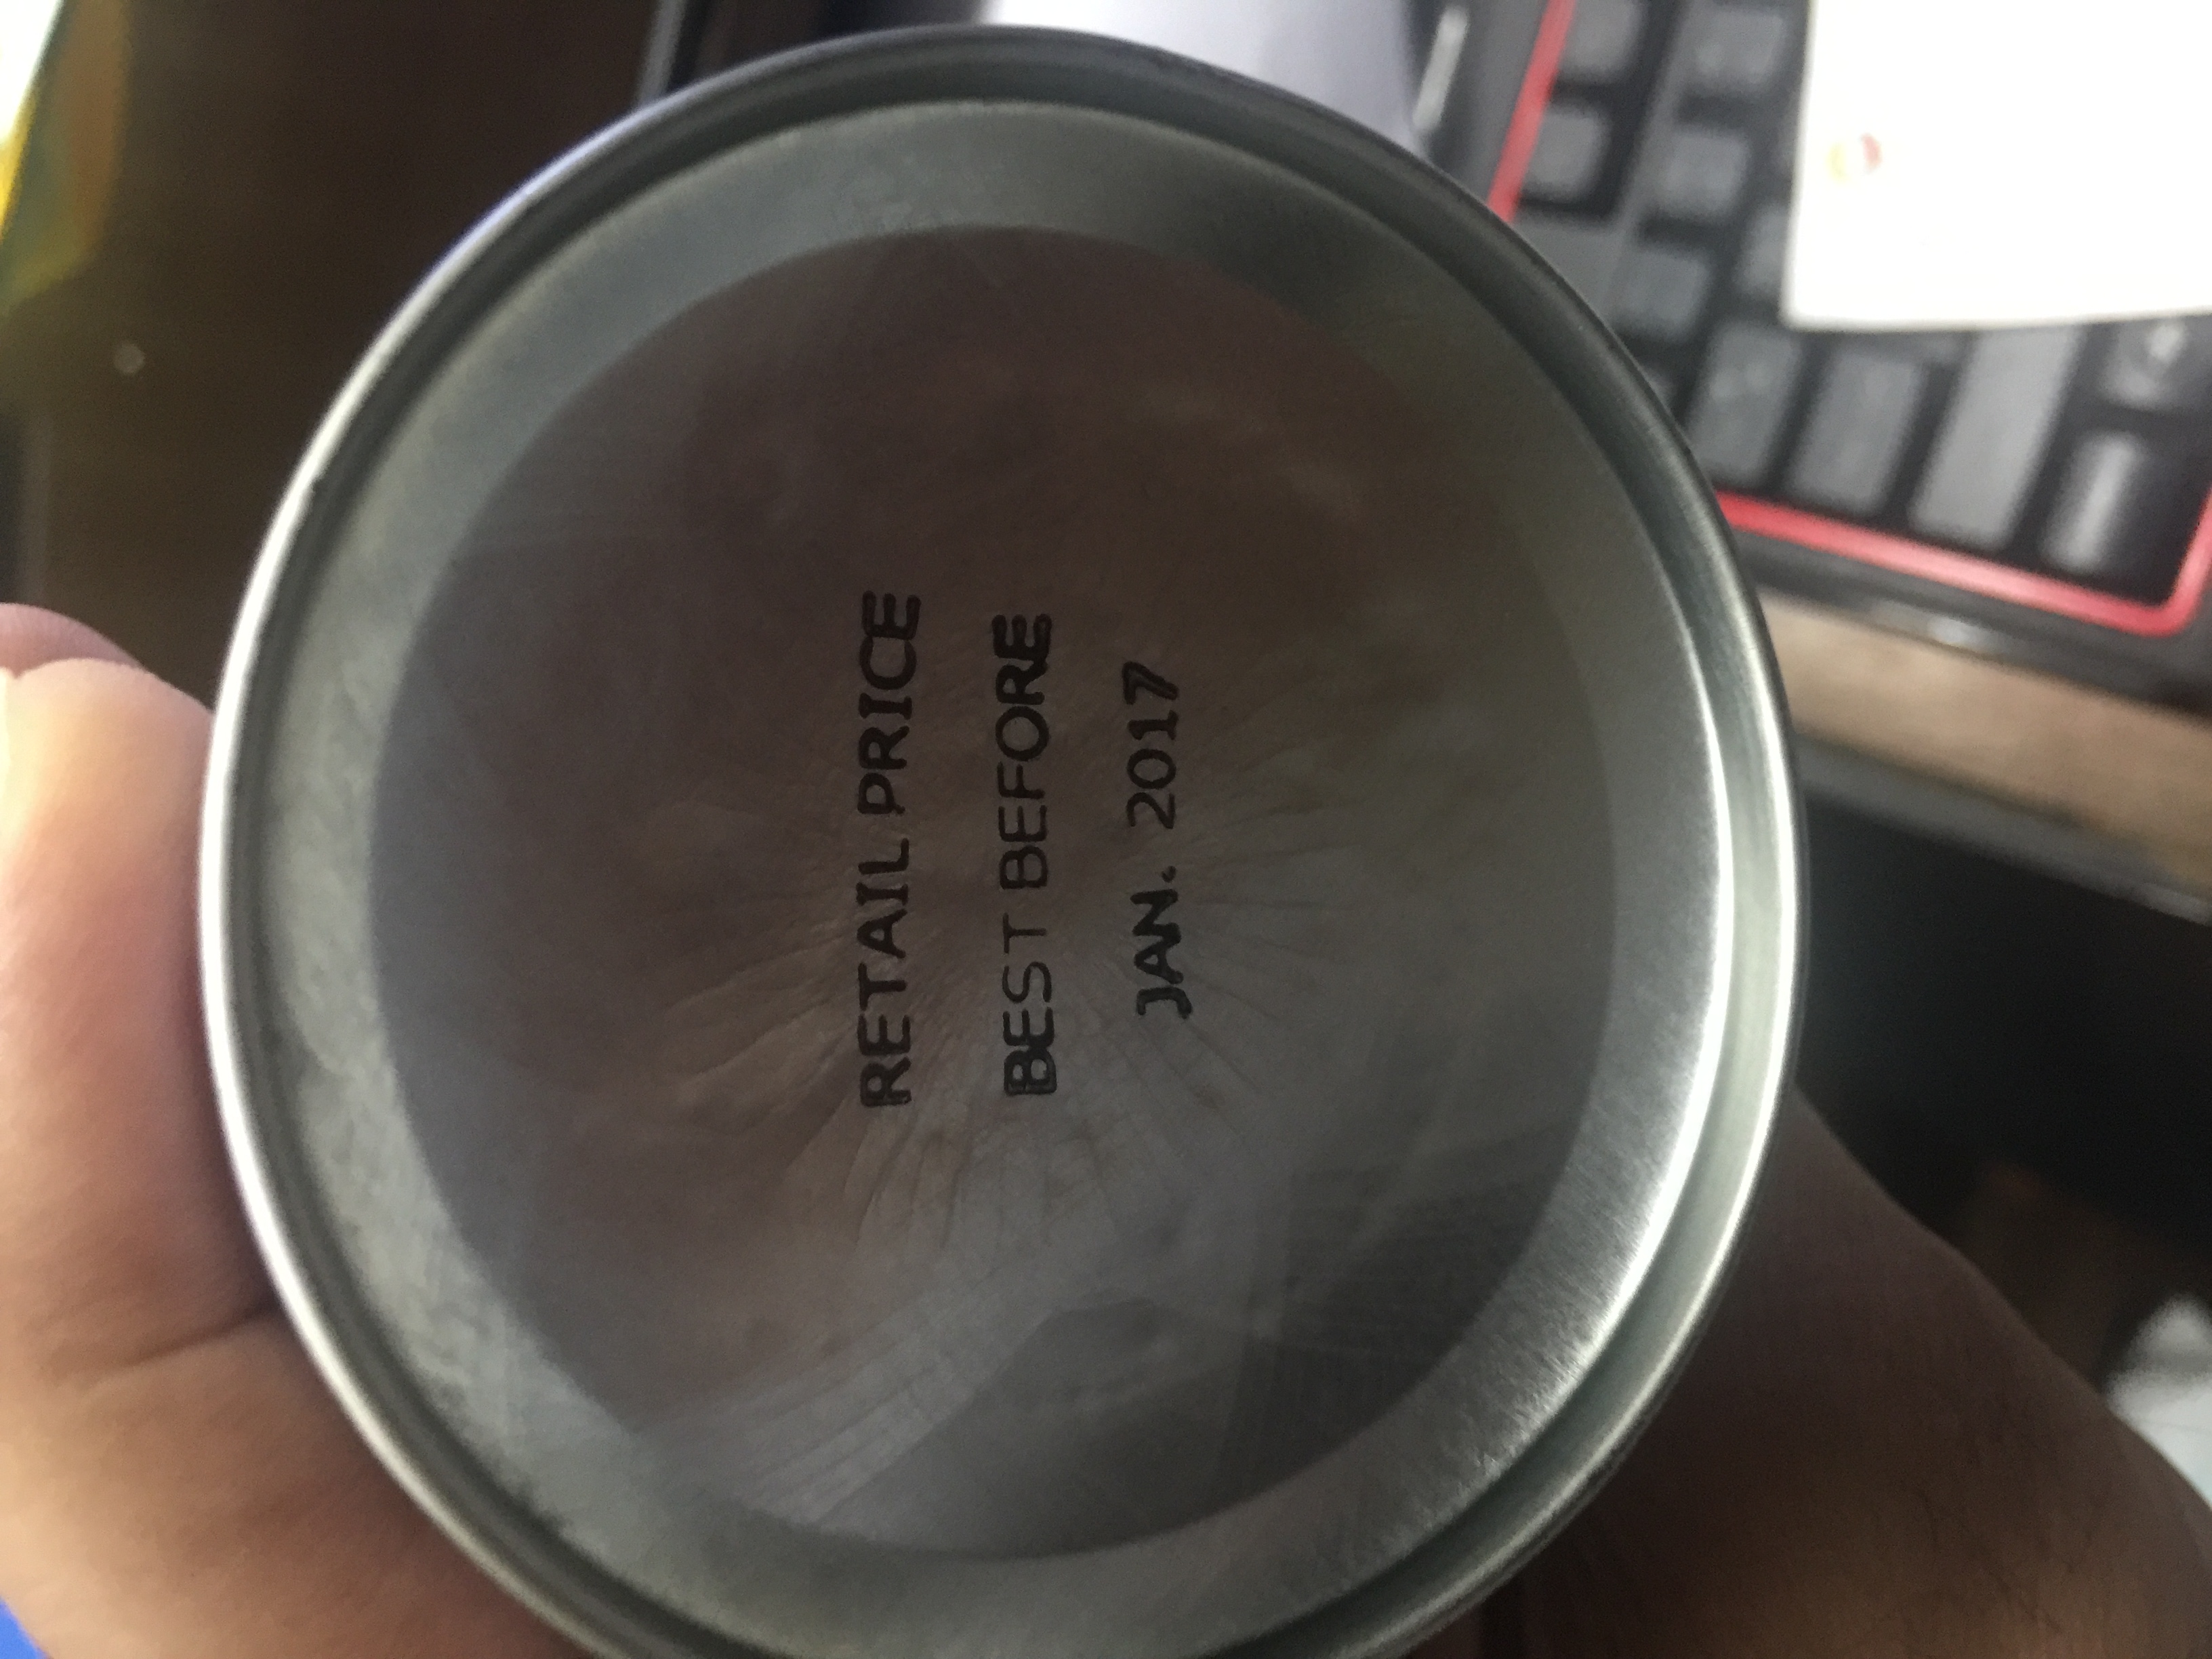 RETAIL PRICE
BEST BEFORE
JAN. 2017